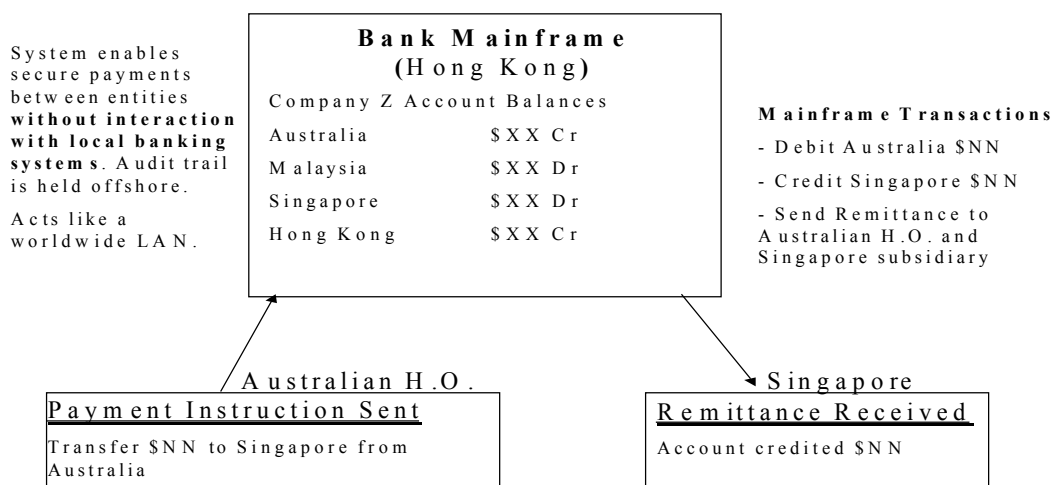 System enables
secure payments
between entities
without interaction
with local banking
systems. Audit trail
is held offshore.
Acts like a
worldwide LAN.
Bank Mainframe
(Hong Kong)
Company Z Account Balances
Australia $XX Cr
Malaysia $XX Dr
Singapore $XX Dr
Hong Kong $XX Cr
Mainframe Transactions
- Debit Australia $NN
- Credit Singapore $NN
- Send Remittance to
Australian H.O. and
Singapore subsidiary
Australian H.O.
Payment Instruction Sent
Transfer $NN to Singapore from
Australia
Singapore
Remittance Received
Account credited $NN